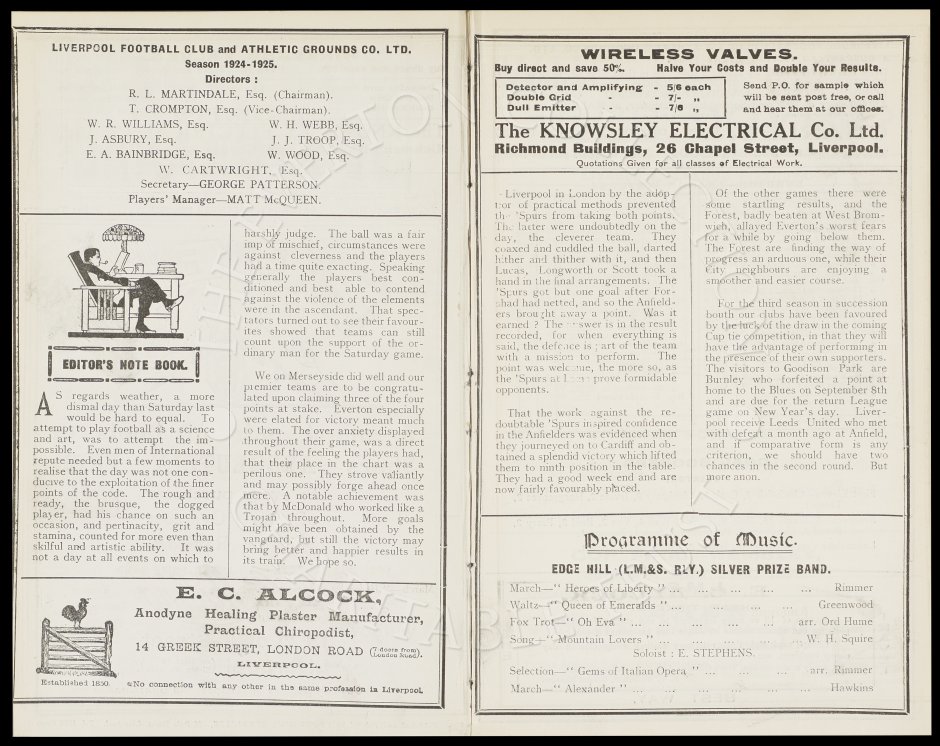 LIVERPOOL FOOTBALL CLUB and ATHLETIC GROUNDS CO. LTD.
Season 1924-1925.
Directors :
R. L. MARTINDALE, Esq. (Chairman).
T. CROMPTON, Esq. (Vice-Chairman).
W. R. WILLIAMS, Esq. W. H. WEBB, Esq.
J. ASBURY, Esq. J. J. TROOP, Esq.
E. A. BAINBRIDGE, Esq. W. WOOD, Esq.
W. CARTWRIGHT, Esq.
Secretary—GEORGE PATTERSON.
Players' Manager—MATT McQUEEN.
EDITOR'S NOTE BOOK.
AS regards weather, a more
dismal day than Saturday last
would be hard to equal. To
attempt to play football as a science
and art, was to attempt the im-
possible. Even men of International
repute needed but a few moments to
realise that the day was not one con-
ducive to the exploitation of the finer
points of the code. The rough and
ready, the brusque, the dogged
player, had his chance on such an
occasion, and pertinacity, grit and
stamina, counted for more even than
skilful and artistic ability. It was
not a day at all events on which to
harshly judge. The ball was a fair
imp of mischief, circumstances were
against cleverness and the players
had a time quite exacting. Speaking
generally the players best con-
ditioned and best able to contend
against the violence of the elements
were in the ascendant. That spec-
tators turned out to see their favour-
ites showed that teams can still
count upon the support of the or-
dinary man for the Saturday game.
We on Merseyside did well and our
premier teams are to be congratu-
lated upon claiming three of the four
points at stake. Everton especially
were elated for victory meant much
to them. The over anxiety displayed
throughout their game, was a direct
result of the feeling the players had,
that their place in the chart was a
perilous one. They strove valiantly
and may possibly forge ahead once
more. A notable achievement was
that by McDonald who worked like a
Trojan throughout. More goals
might have been obtained by the
vanguard, but still the victory may
bring better and happier results in
its train. We hope so.
E. C. ALCOCK,
Anodyne Healing Plaster Manufacturer,
Practical Chiropodist,
14 GREEK STREET, LONDON ROAD (7 doors from London Road).
LIVERPOOL.
Established 1850. No connection with any other in the same profession in Liverpool.
WIRELESS VALVES.
Buy direct and save 50%. Halve Your Costs and Double Your Results.
Detector and Amplifying - 5/6 each
Double Grid - - 7/- „
Dull Emitter - - 7/6 „
Send P.O. for sample which
will be sent post free, or call
and hear them at our offices.
The KNOWSLEY ELECTRICAL Co. Ltd.
Richmond Buildings, 26 Chapel Street, Liverpool.
Quotations Given for all classes of Electrical Work.
Liverpool in London by the adop-
tion of practical methods prevented
the 'Spurs from taking both points.
The latter were undoubtedly on the
day, the cleverer team. They
coaxed and cuddled the ball, darted
hither and thither with it, and then
Lucas, Longworth or Scott took a
hand in the final arrangements. The
'Spurs got but one goal after For-
shad had netted, and so the Anfield-
ers brought away a point. Was it
earned ? The answer is in the result
recorded, for when everything is
said, the defence is part of the team
with a mission to perform. The
point was welcome, the more so, as
the 'Spurs at prove formidable
opponents.
That the work against the re-
doubtable 'Spurs inspired confidence
in the Anfielders was evidenced when
they journeyed on to Cardiff and ob-
tained a splendid victory which lifted
them to ninth position in the table.
They had a good week end and are
now fairly favourably placed.
Of the other games there were
some startling results, and the
Forest, badly beaten at West Brom-
wich, allayed Everton's worst fears
for a while by going below them.
The Forest are finding the way of
progress an arduous one, while their
City neighbours are enjoying a
smoother and easier course.
For the third season in succession
bouth our clubs have been favoured
by the luck of the draw in the coming
Cup tie competition, in that they will
have the advantage of performing in
the presence of their own supporters.
The visitors to Goodison Park are
Burnley who forfeited a point at
home to the Blues on September 8th
and are due for the return League
game on New Year's day. Liver-
pool receive Leeds United who met
with defeat a month ago at Anfield,
and if comparative form is any
criterion, we should have two
chances in the second round. But
more anon.
Programme of Music.
EDGE HILL (L.M.&S. RLY.) SILVER PRIZE BAND.
March—" Heroes of Liberty " ... ... ... ... ... Rimmer
Waltz—" Queen of Emeralds " ... ... ... ... Greenwood
Fox Trot—" Oh Eva " ... ... ... ... arr. Ord Hume
Song—" Mountain Lovers " ... ... ... ... W. H. Squire
Soloist : E. STEPHENS.
Selection—" Gems of Italian Opera " ... ... ... arr. Rimmer
March—" Alexander " ... ... ... ... ... Hawkins